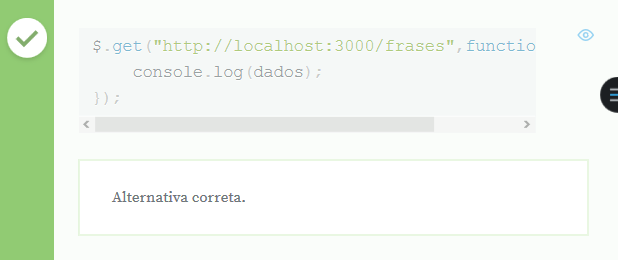 $.get("http://localhost:3000/frases",functio
console.log(dados);
});
Alternativa correta.